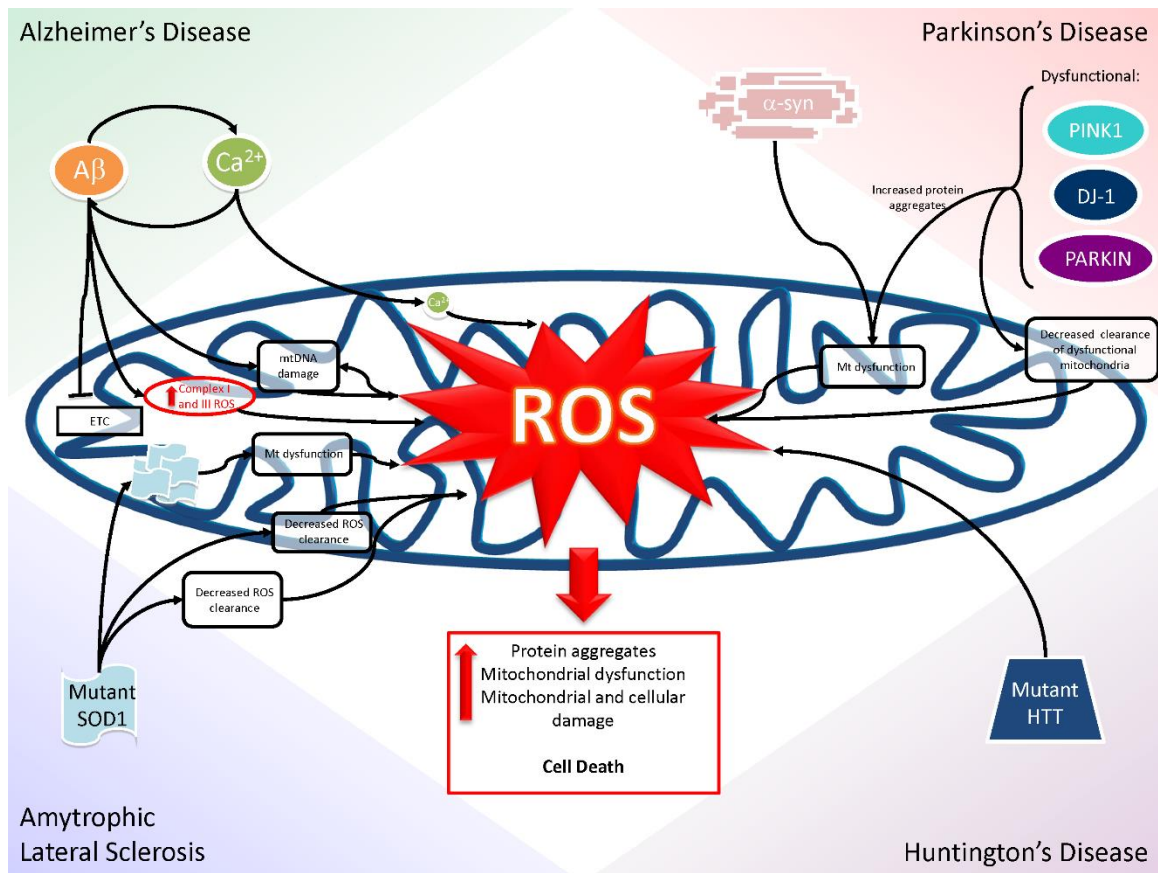 Alzheimer’s Disease
Parkinson’s Disease
Dysfunctional:
α-syn
PINK1
Aβ
Ca²⁺
DJ-1
Increased protein
aggregates
PARKIN
Ca²⁺
mtDNA
damage
Decreased clearance
of dysfunctional
mitochondria
Mt dysfunction
Complex I
and III ROS
ROS
ETC
Mt dysfunction
Decreased ROS
clearance
Decreased ROS
clearance
Protein aggregates
Mitochondrial dysfunction
Mitochondrial and cellular
damage
Cell Death
Mutant
SOD1
Mutant
HTT
Amytrophic
Lateral Sclerosis
Huntington’s Disease